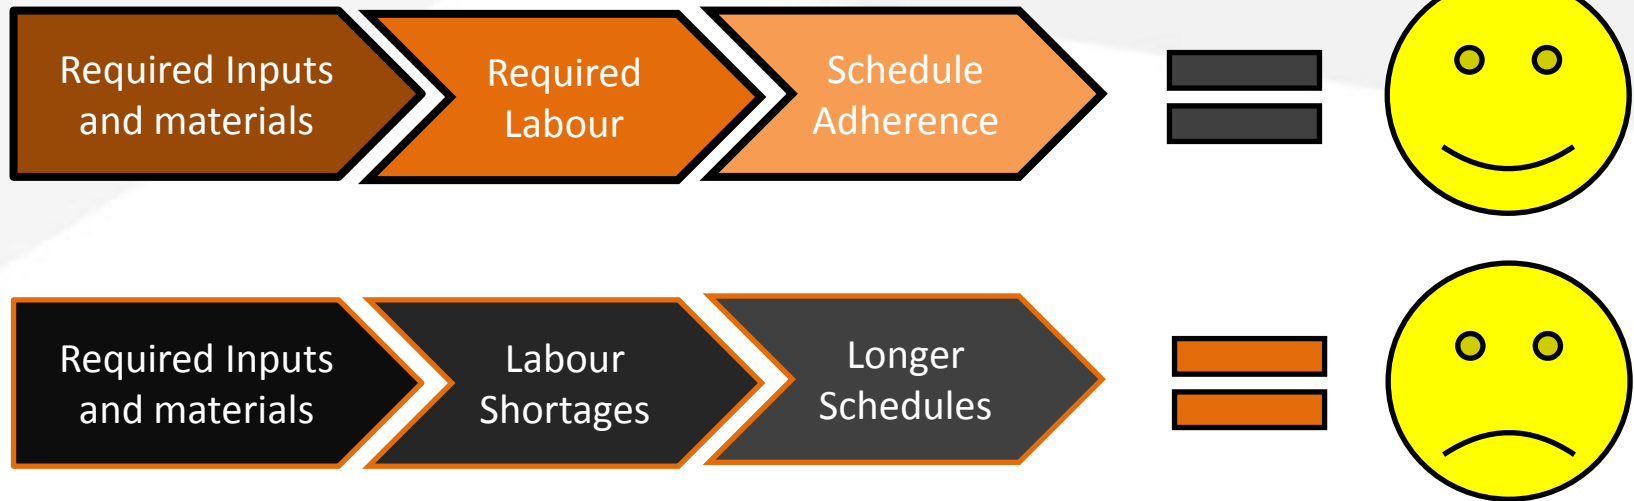 Required Inputs
and materials
Required
Labour
Schedule
Adherence
Required Inputs
and materials
Labour
Shortages
Longer
Schedules